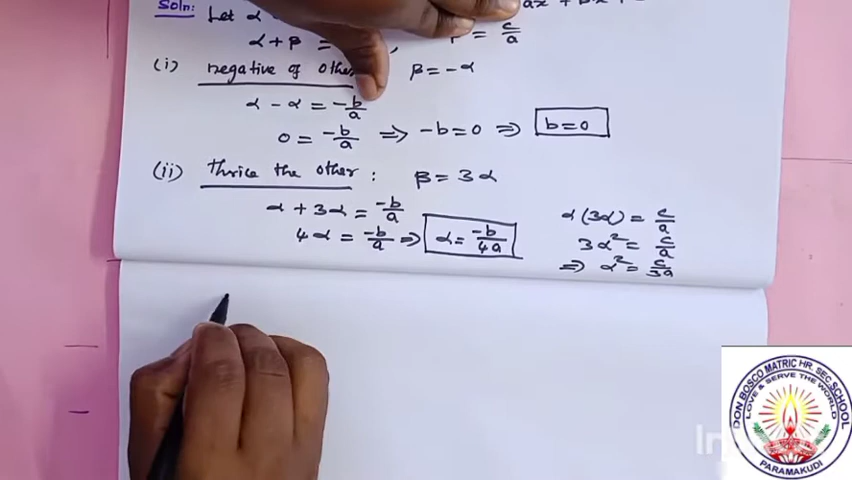 Soln: Let α
α + β = , β = c/a
(i) negative of other β = -α
α - α = -b/a
0 = -b/a ⇒ -b = 0 ⇒ b = 0
(ii) Thrice the other : β = 3α
α + 3α = -b/a
4α = -b/a ⇒ α = -b/4a
α(3α) = c/a
3α² = c/a
⇒ α² = c/3a
DON BOSCO MATRIC HR. SEC. SCHOOL
LOVE & SERVE THE WORLD
PARAMAKUDI